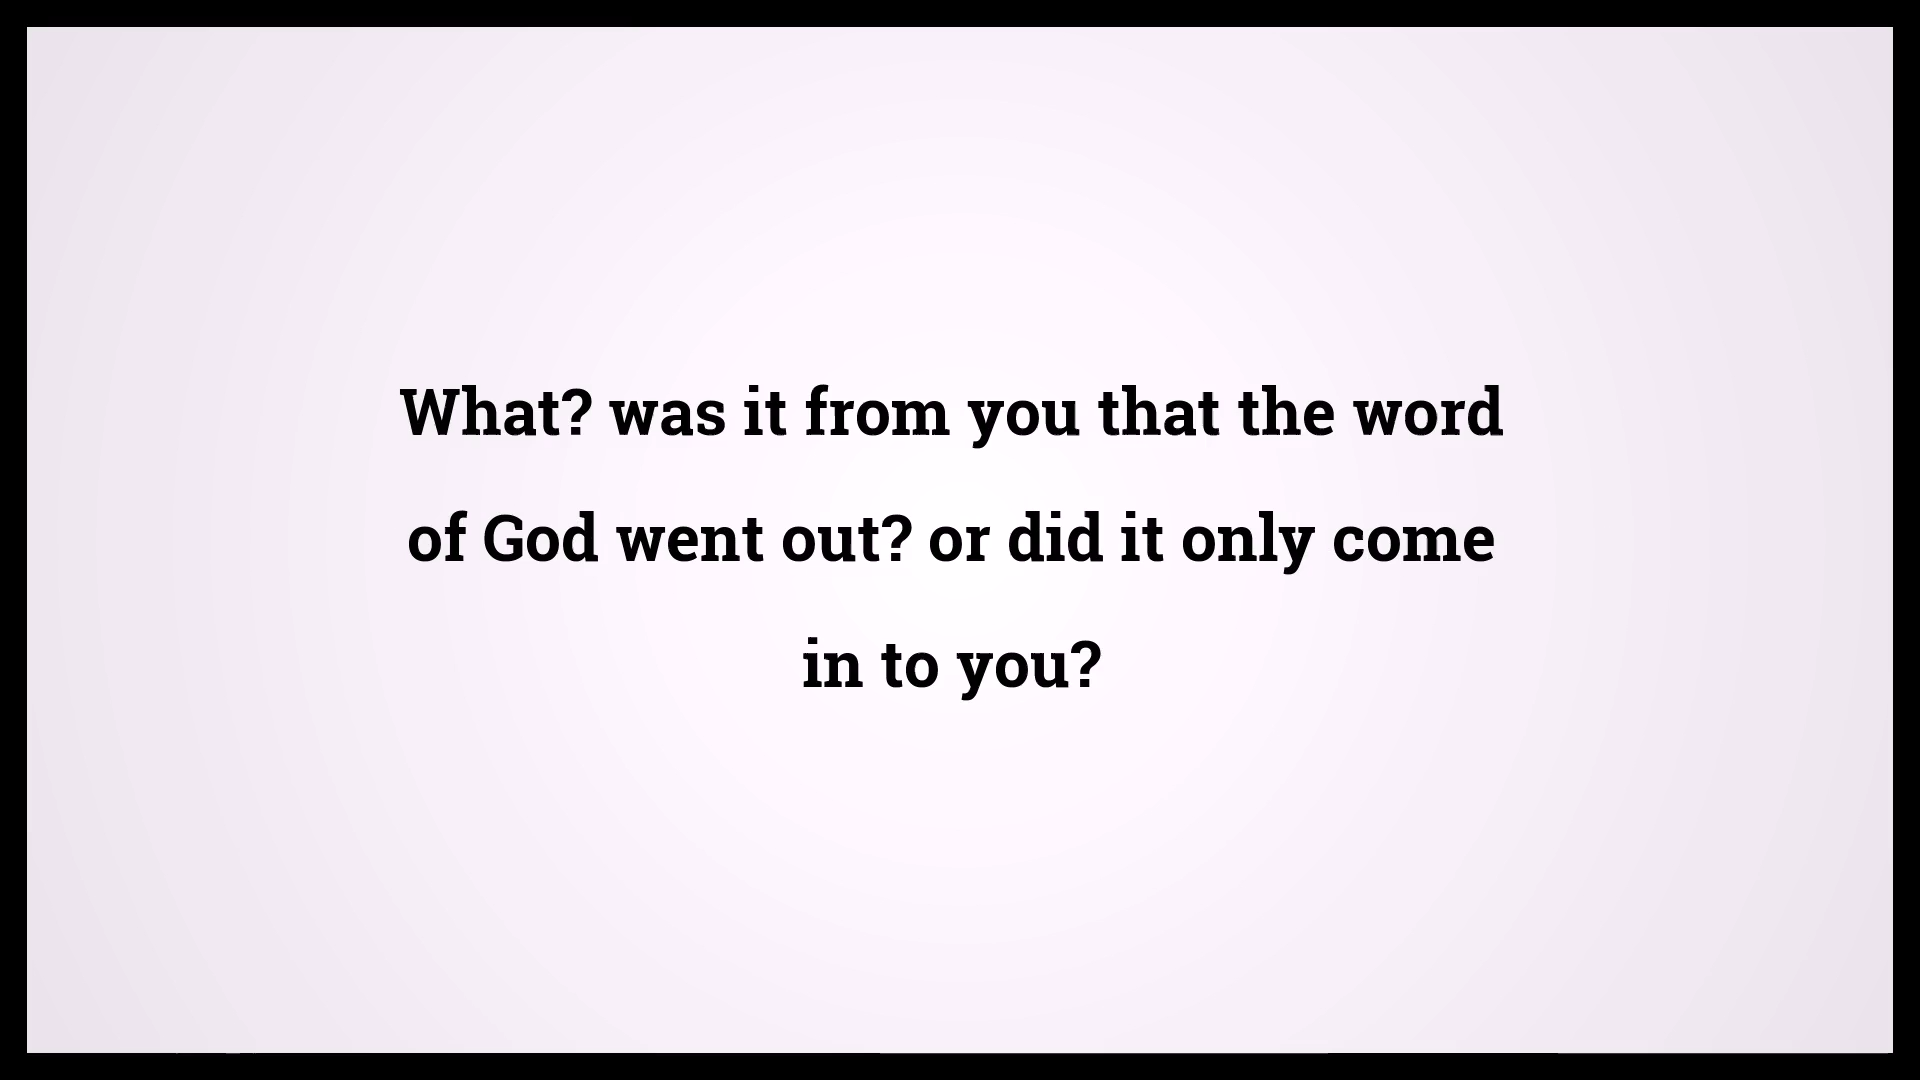 What? was it from you that the word
of God went out? or did it only come
in to you?